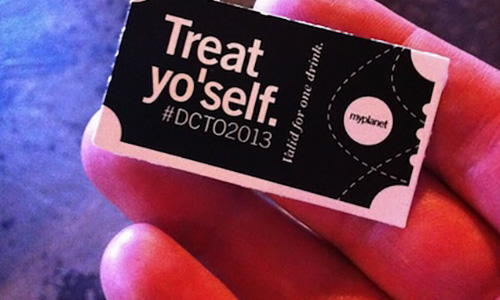 Treat
yo'self.
#DCTO2013
Valid for one drink.
myplanet